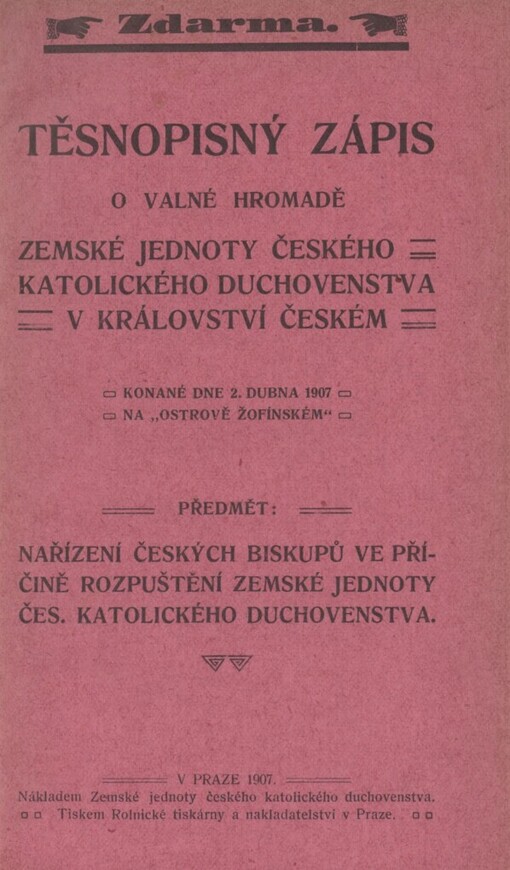 Zdarma.
TĚSNOPISNÝ ZÁPIS
O VALNÉ HROMADĚ
ZEMSKÉ JEDNOTY ČESKÉHO
KATOLICKÉHO DUCHOVENSTVA
V KRÁLOVSTVÍ ČESKÉM
KONANÉ DNE 2. DUBNA 1907
NA „OSTROVĚ ŽOFÍNSKÉM“
PŘEDMĚT:
NAŘÍZENÍ ČESKÝCH BISKUPŮ VE PŘÍ-
ČINĚ ROZPUŠTĚNÍ ZEMSKÉ JEDNOTY
ČES. KATOLICKÉHO DUCHOVENSTVA.
V PRAZE 1907.
Nákladem Zemské jednoty českého katolického duchovenstva.
Tiskem Rolnické tiskárny a nakladatelství v Praze.